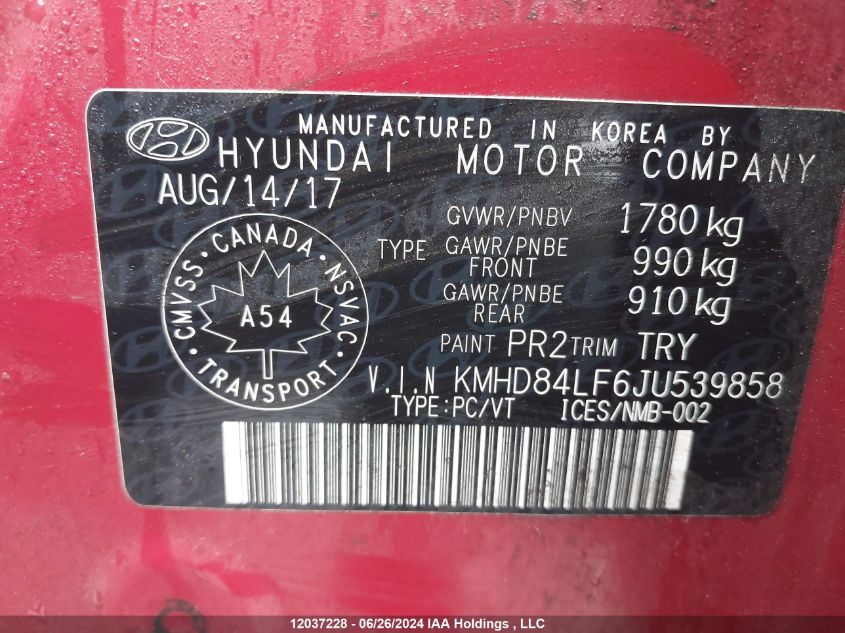 MANUFACTURED IN KOREA BY
HYUNDAI MOTOR COMPANY
AUG/14/17
GVWR/PNBV 1780 kg
TYPE GAWR/PNBE FRONT 990 kg
GAWR/PNBE REAR 910 kg
CMVSS · CANADA · NSVAC
A54
TRANSPORT
PAINT PR2 TRIM TRY
V.I.N KMHD84LF6JU539858
TYPE:PC/VT ICES/NMB-002
12037228 - 06/26/2024 IAA Holdings , LLC